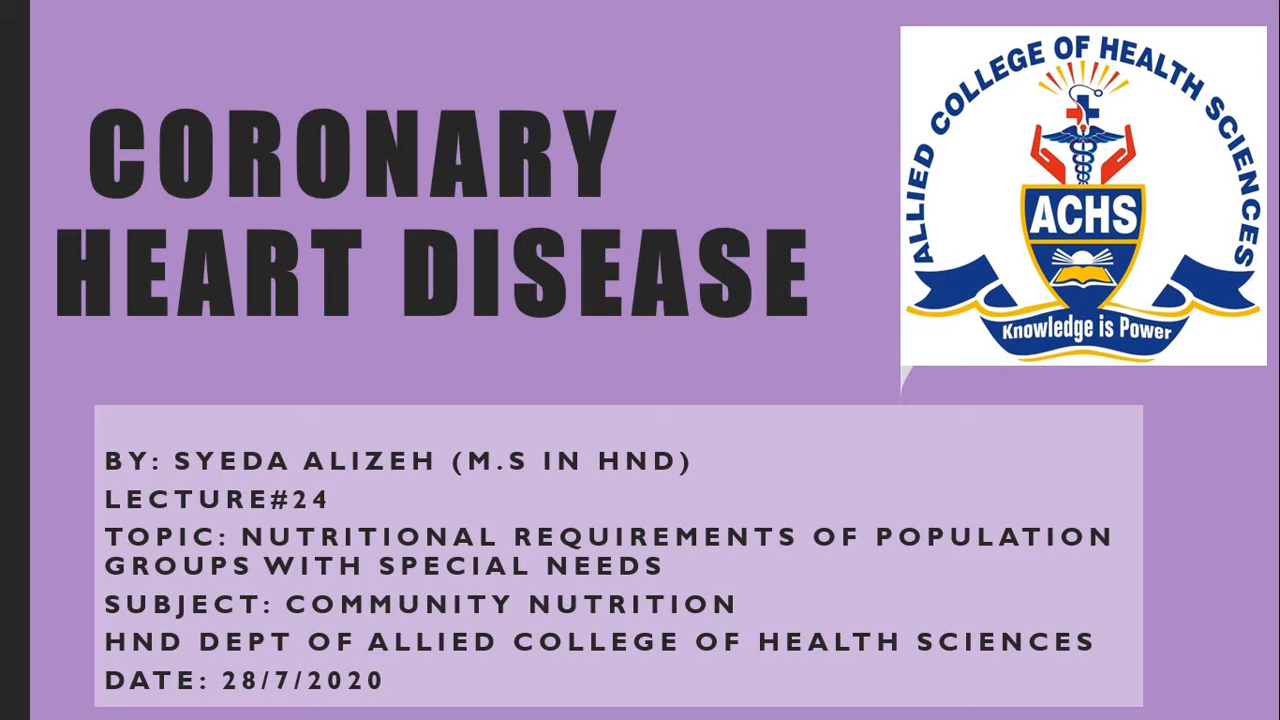 CORONARY
HEART DISEASE
ALLIED COLLEGE OF HEALTH SCIENCES
ACHS
Knowledge is Power
BY: SYEDA ALIZEH (M.S IN HND)
LECTURE#24
TOPIC: NUTRITIONAL REQUIREMENTS OF POPULATION
GROUPS WITH SPECIAL NEEDS
SUBJECT: COMMUNITY NUTRITION
HND DEPT OF ALLIED COLLEGE OF HEALTH SCIENCES
DATE: 28/7/2020